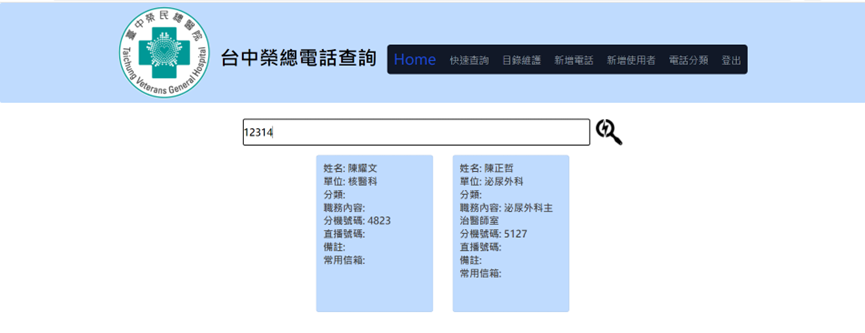 臺中榮民總醫院
Taichung Veterans General Hospital
台中榮總電話查詢
Home 快速查詢 目錄維護 新增電話 新增使用者 電話分類 登出
12314
姓名: 陳耀文
單位: 核醫科
分類:
職務內容:
分機號碼: 4823
直播號碼:
備註:
常用信箱:
姓名: 陳正哲
單位: 泌尿外科
分類:
職務內容: 泌尿外科主
治醫師室
分機號碼: 5127
直播號碼:
備註:
常用信箱: